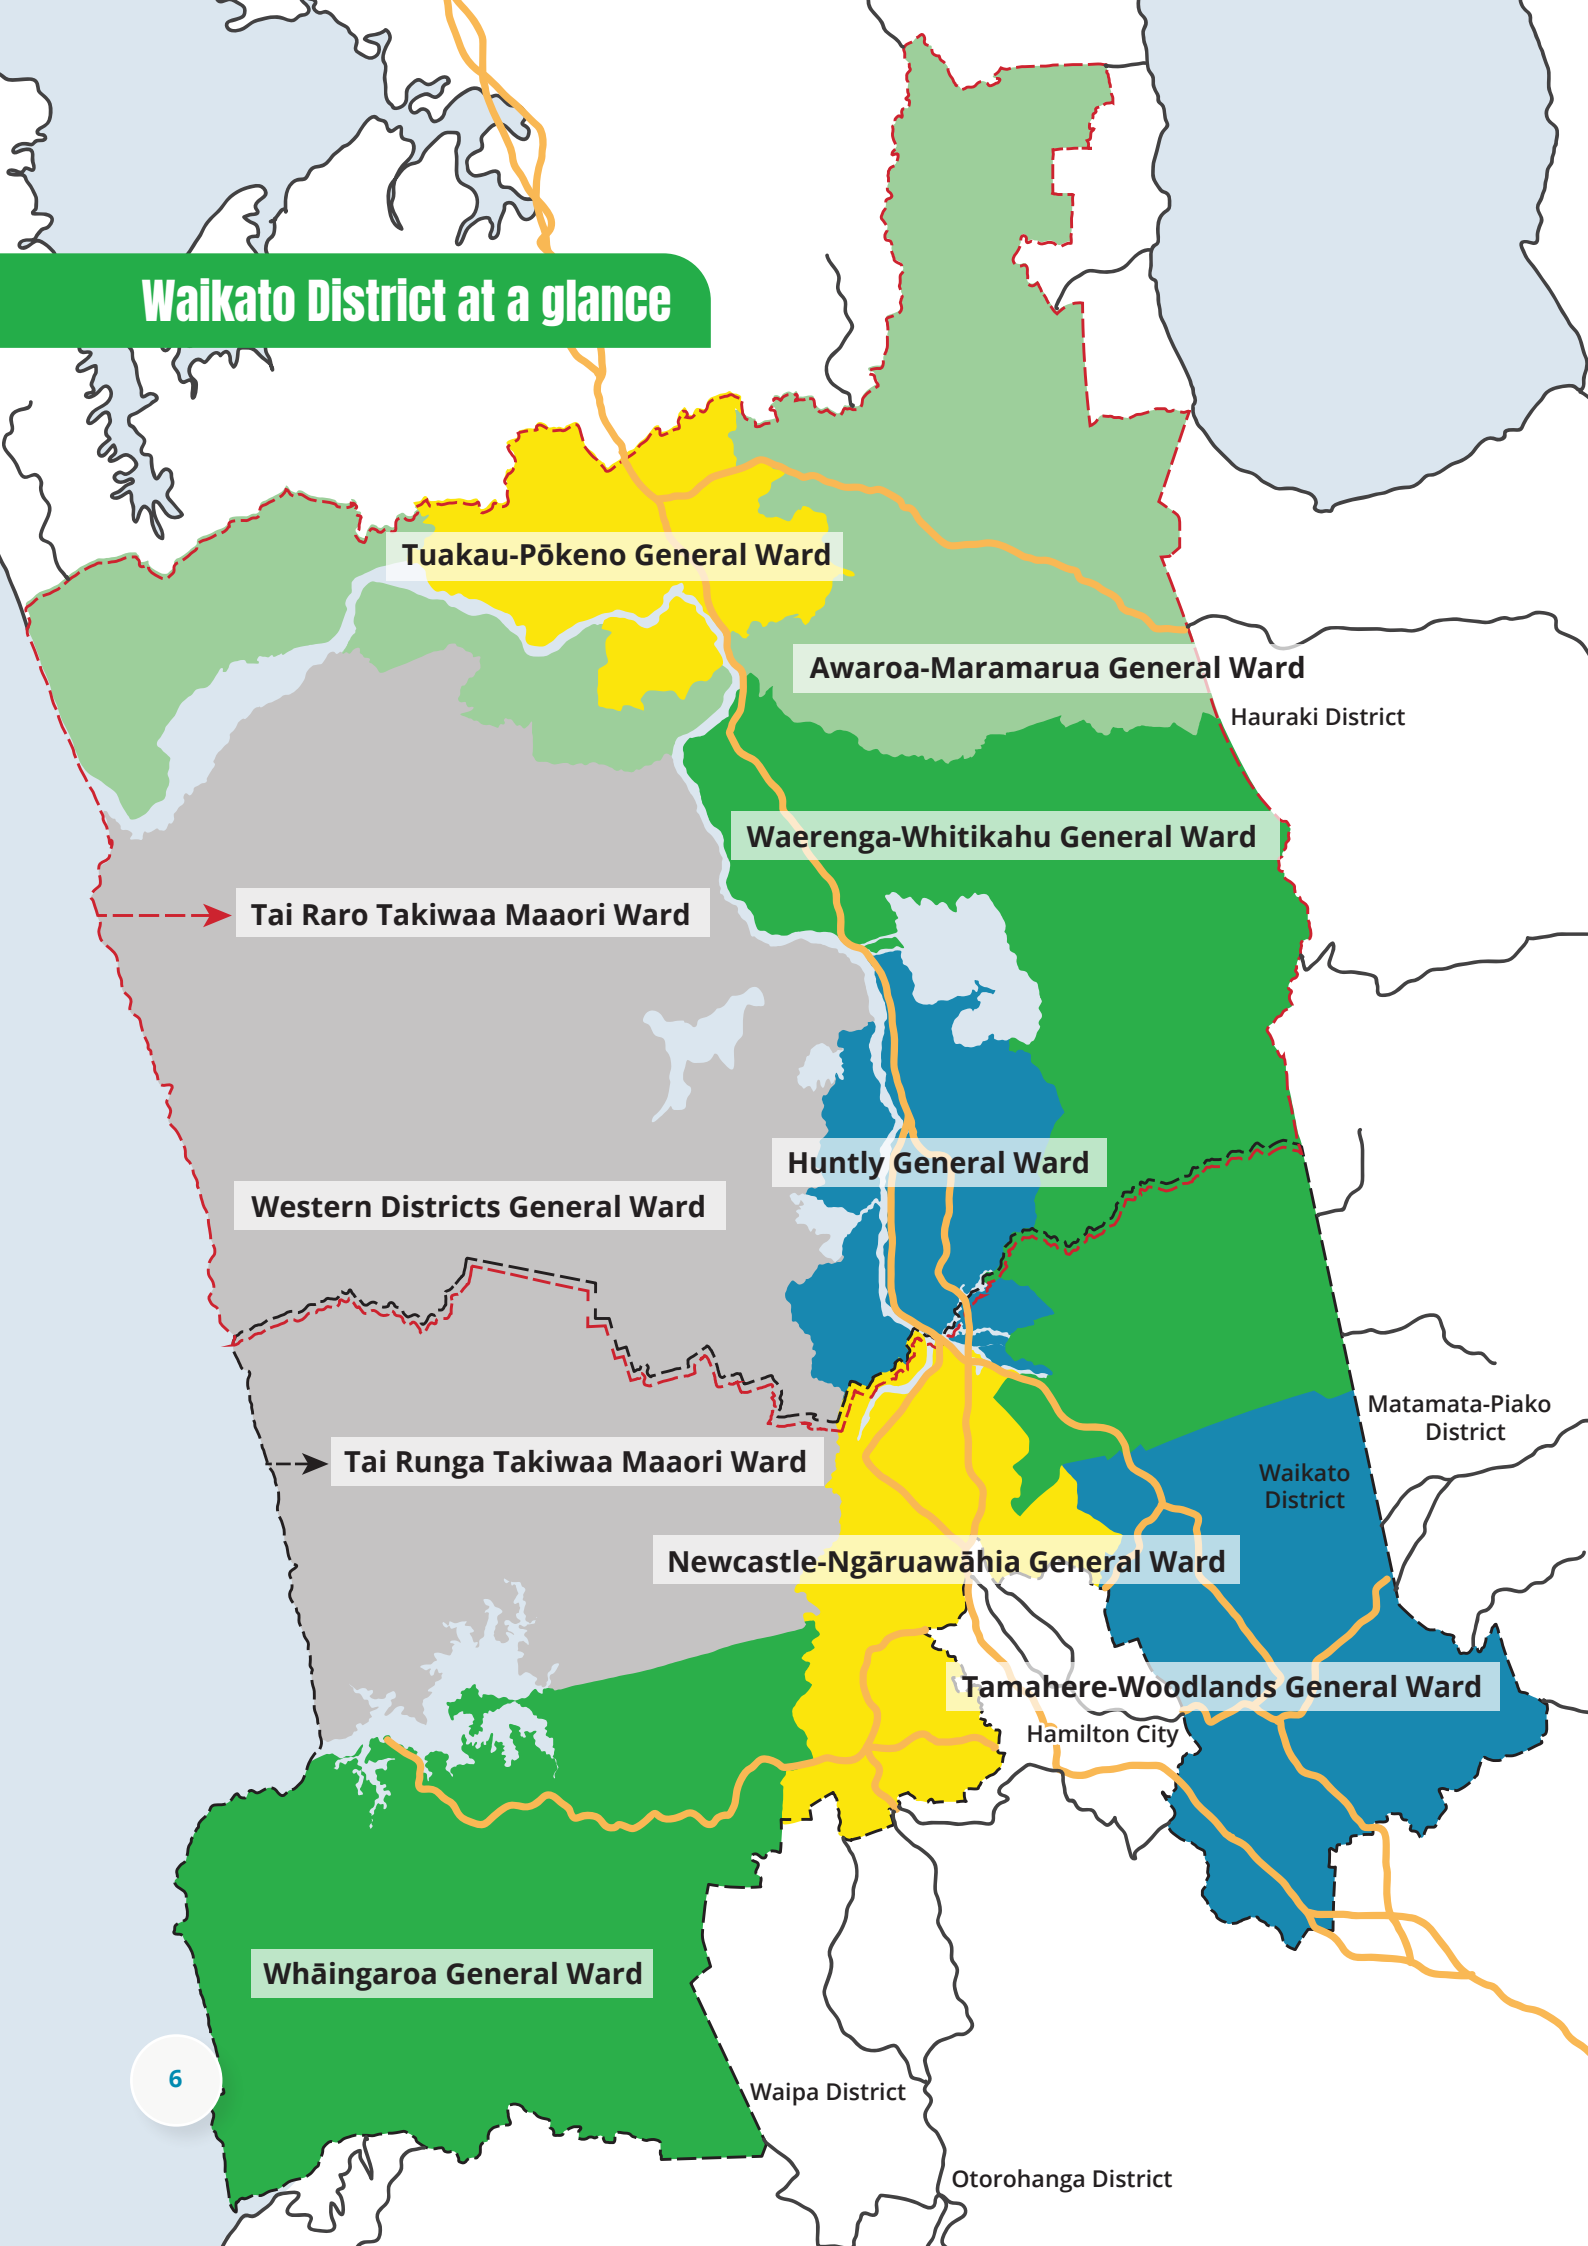 Waikato District at a glance
Tuakau-Pōkeno General Ward
Awaroa-Maramarua General Ward
Hauraki District
Waerenga-Whitikahu General Ward
Tai Raro Takiwaa Maaori Ward
Huntly General Ward
Western Districts General Ward
Matamata-Piako
District
Tai Runga Takiwaa Maaori Ward
Waikato
District
Newcastle-Ngāruawāhia General Ward
Tamahere-Woodlands General Ward
Hamilton City
Whāingaroa General Ward
6
Waipa District
Otorohanga District